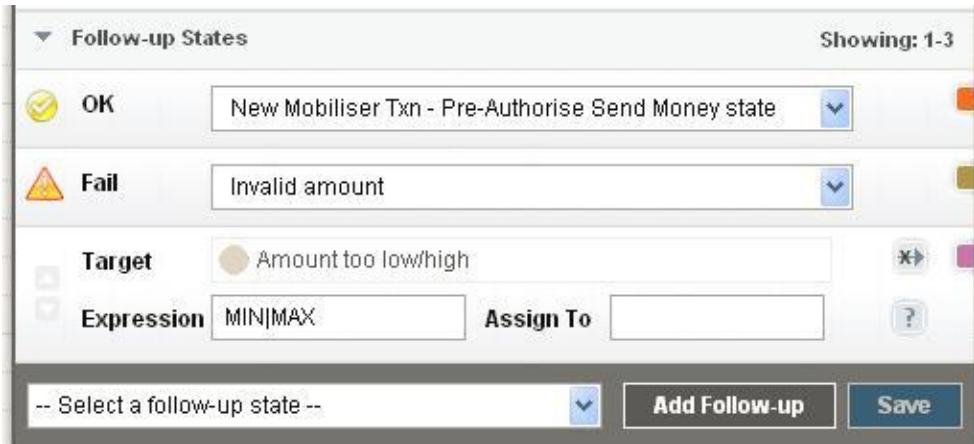 Follow-up States Showing: 1-3
OK New Mobiliser Txn - Pre-Authorise Send Money state
Fail Invalid amount
Target Amount too low/high
Expression MIN|MAX Assign To ?
-- Select a follow-up state -- Add Follow-up Save